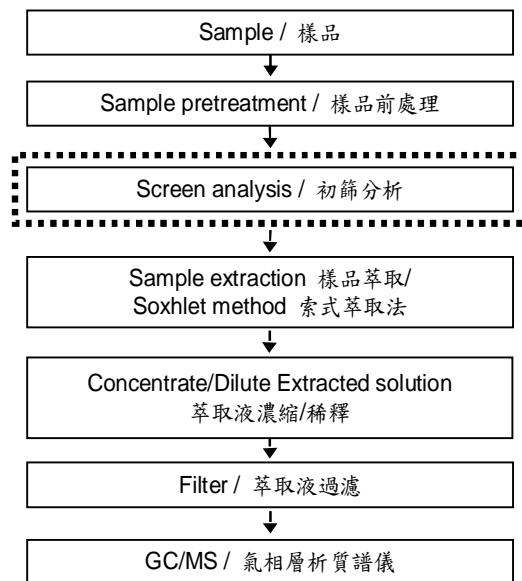 Sample / 樣品
Sample pretreatment / 樣品前處理
Screen analysis / 初篩分析
Sample extraction 樣品萃取/
Soxhlet method 索式萃取法
Concentrate/Dilute Extracted solution
萃取液濃縮/稀釋
Filter / 萃取液過濾
GC/MS / 氣相層析質譜儀